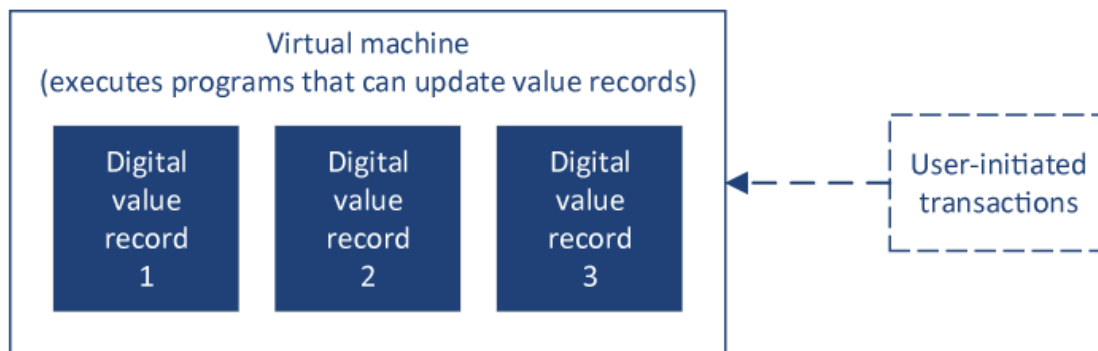 Virtual machine
(executes programs that can update value records)
Digital
value
record
1
Digital
value
record
2
Digital
value
record
3
User-initiated
transactions